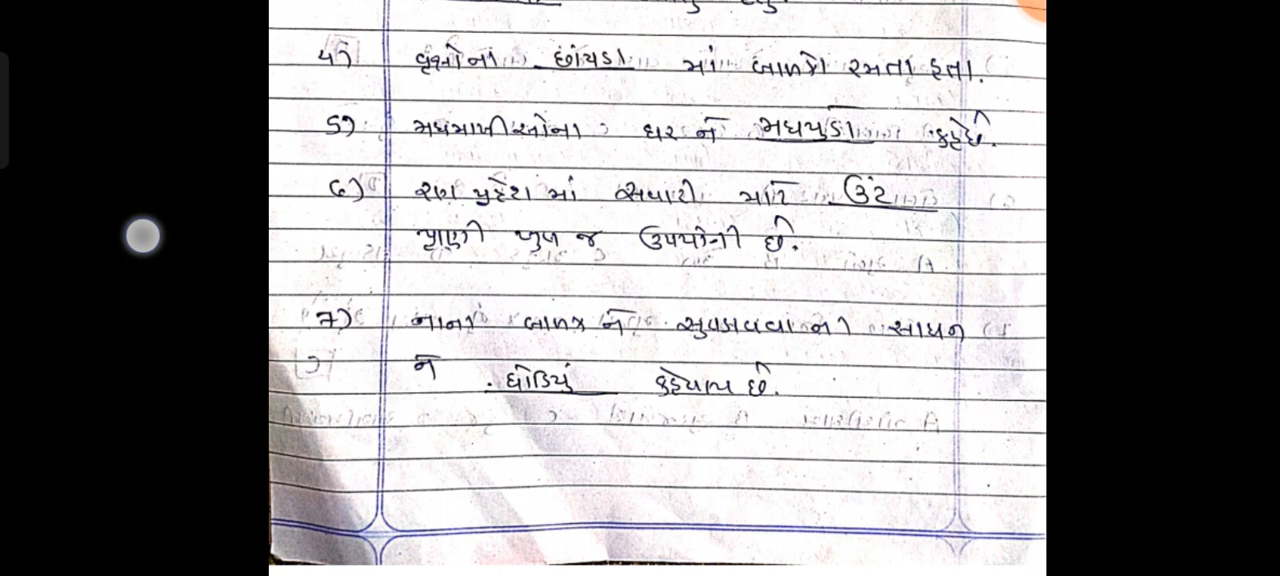 4) વૃક્ષોના છાંયડા માં બાળકો રમતા હતા.
5) મધમાખીઓના ઘર ને મધપુડા કહેછે.
6) રણ પ્રદેશ માં સવારી માટે ઉંટ
પ્રાણી ખુબ જ ઉપયોગી છે.
7) નાના બાળક ને સુવડાવવા ના સાધન
ને ઘોડિયું કહેવાય છે.